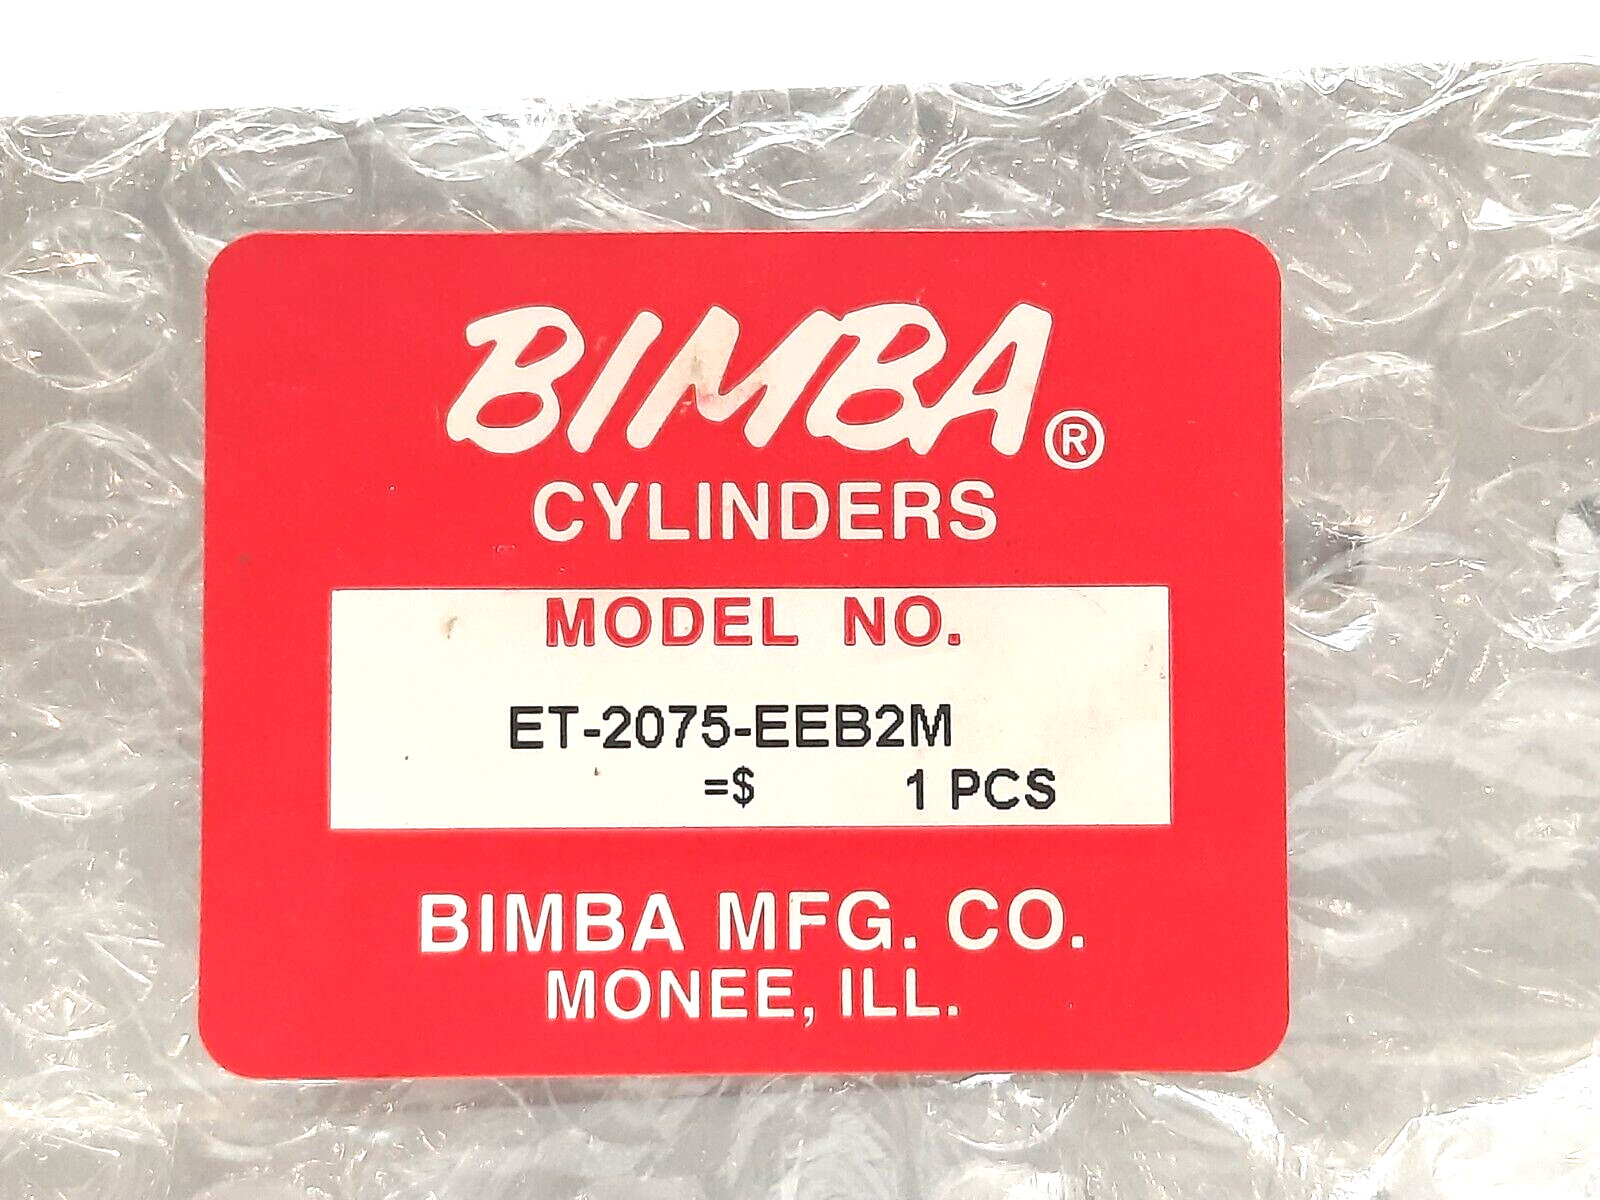 BIMBA®
CYLINDERS
MODEL NO.
ET-2075-EEB2M
=$ 1 PCS
BIMBA MFG. CO.
MONEE, ILL.